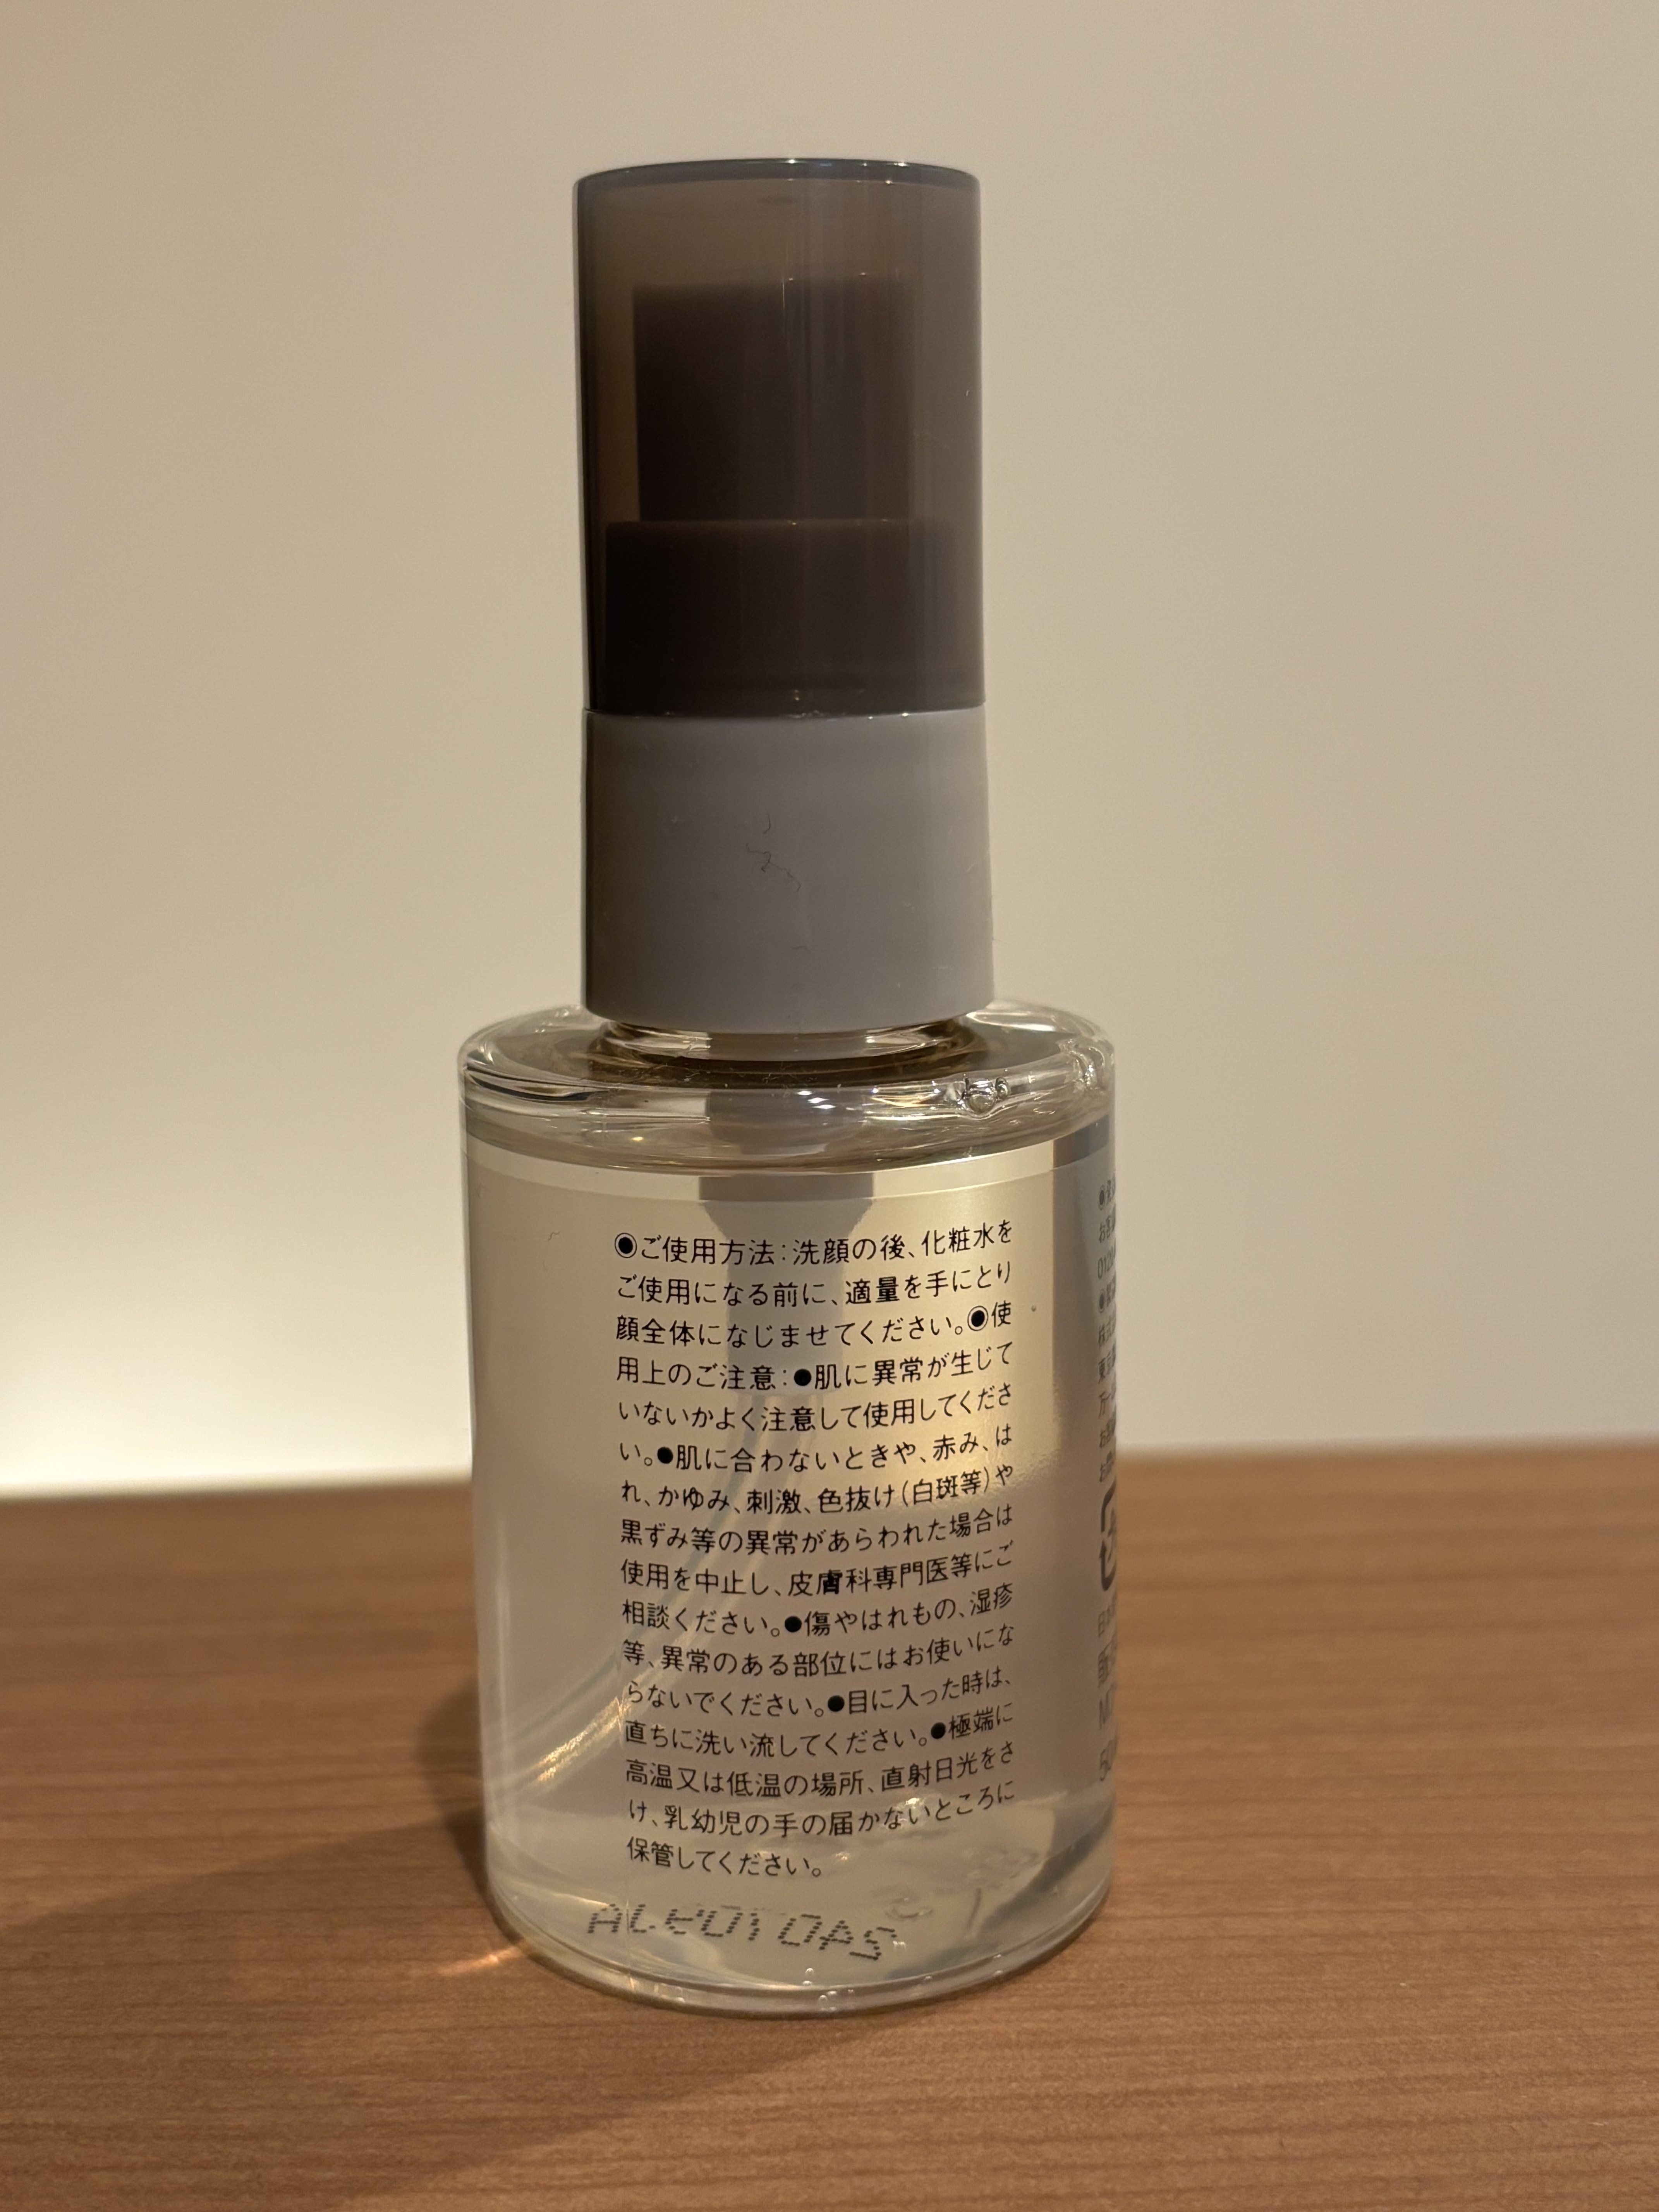 ◉ご使用方法:洗顔の後、化粧水を
ご使用になる前に、適量を手にとり
顔全体になじませてください。◉使
用上のご注意:●肌に異常が生じて
いないかよく注意して使用してくださ
い。●肌に合わないときや、赤み、は
れ、かゆみ、刺激、色抜け(白斑等)や
黒ずみ等の異常があらわれた場合は
使用を中止し、皮膚科専門医等にご
相談ください。●傷やはれもの、湿疹
等、異常のある部位にはお使いにな
らないでください。●目に入った時は、
直ちに洗い流してください。●極端に
高温又は低温の場所、直射日光をさ
け、乳幼児の手の届かないところに
保管してください。